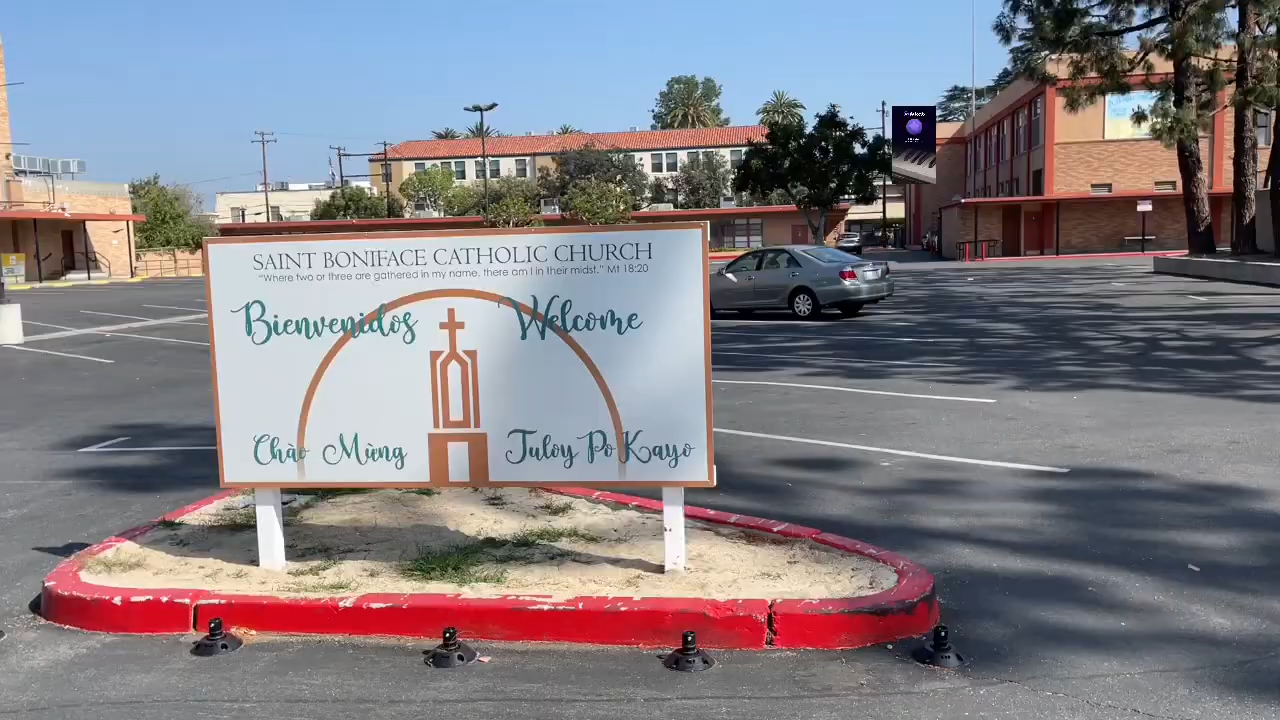 SAINT BONIFACE CATHOLIC CHURCH
"Where two or three are gathered in my name, there am I in their midst." Mt 18:20
Bienvenidos Welcome
Chào Mừng Tuloy Po Kayo